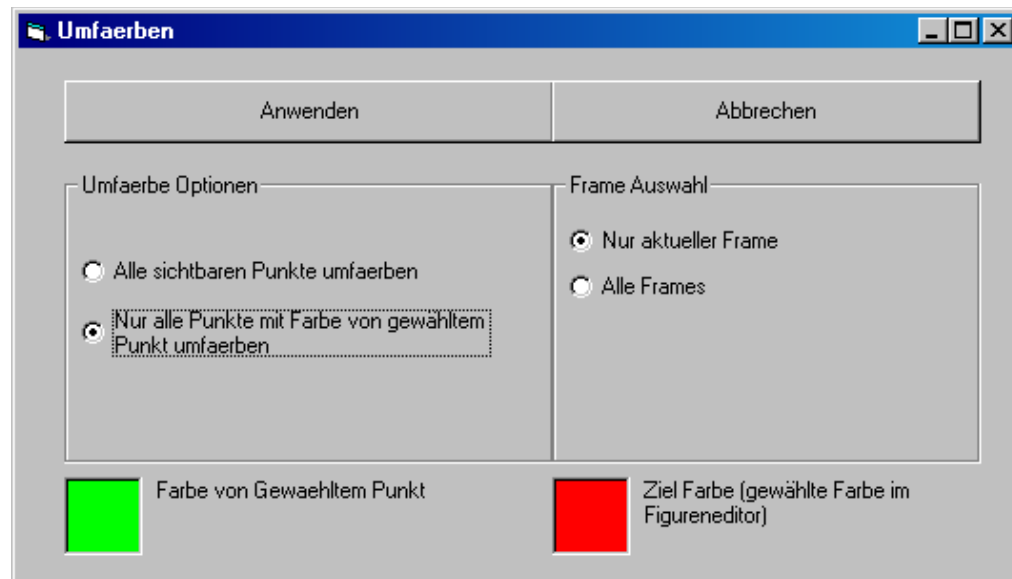 Umfaerben
Anwenden
Abbrechen
Umfaerbe Optionen
Frame Auswahl
Alle sichtbaren Punkte umfaerben
Nur alle Punkte mit Farbe von gewähltem
Punkt umfaerben
Nur aktueller Frame
Alle Frames
Farbe von Gewaehltem Punkt
Ziel Farbe (gewählte Farbe im
Figureneditor)